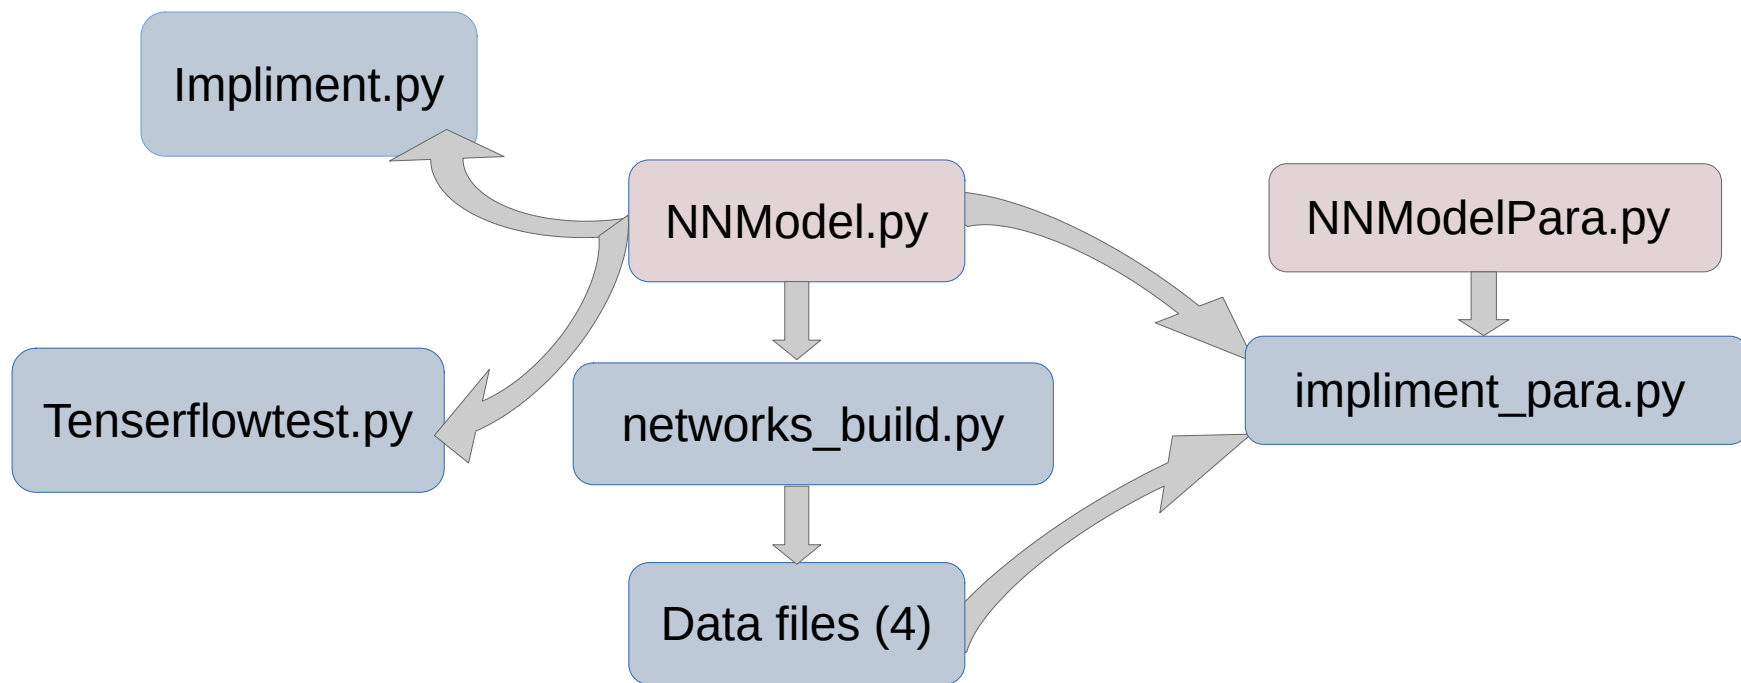 Impliment.py
NNModel.py
NNModelPara.py
Tenserflowtest.py
networks_build.py
impliment_para.py
Data files (4)